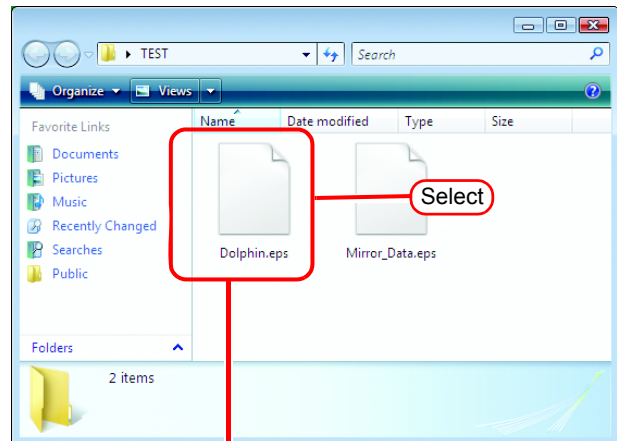 TEST
Search
Organize Views
Favorite Links
Documents
Pictures
Music
Recently Changed
Searches
Public
Folders
Name Date modified Type Size
Select
Dolphin.eps Mirror_Data.eps
2 items